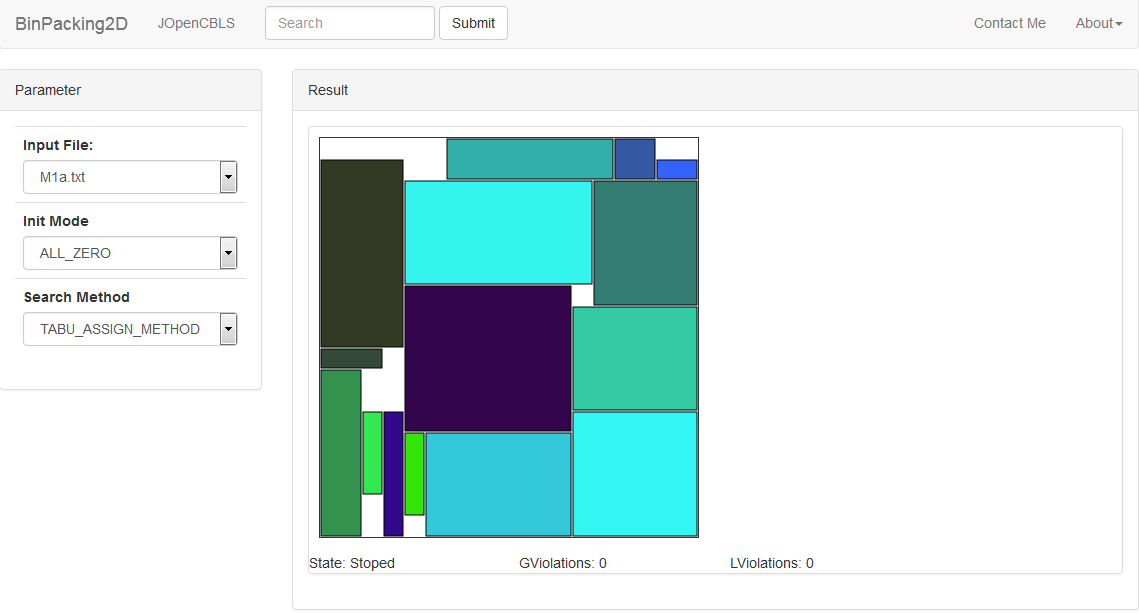 BinPacking2D JOpenCBLS Search Submit Contact Me About
Parameter
Result
Input File:
M1a.txt
Init Mode
ALL_ZERO
Search Method
TABU_ASSIGN_METHOD
State: Stoped GViolations: 0 LViolations: 0